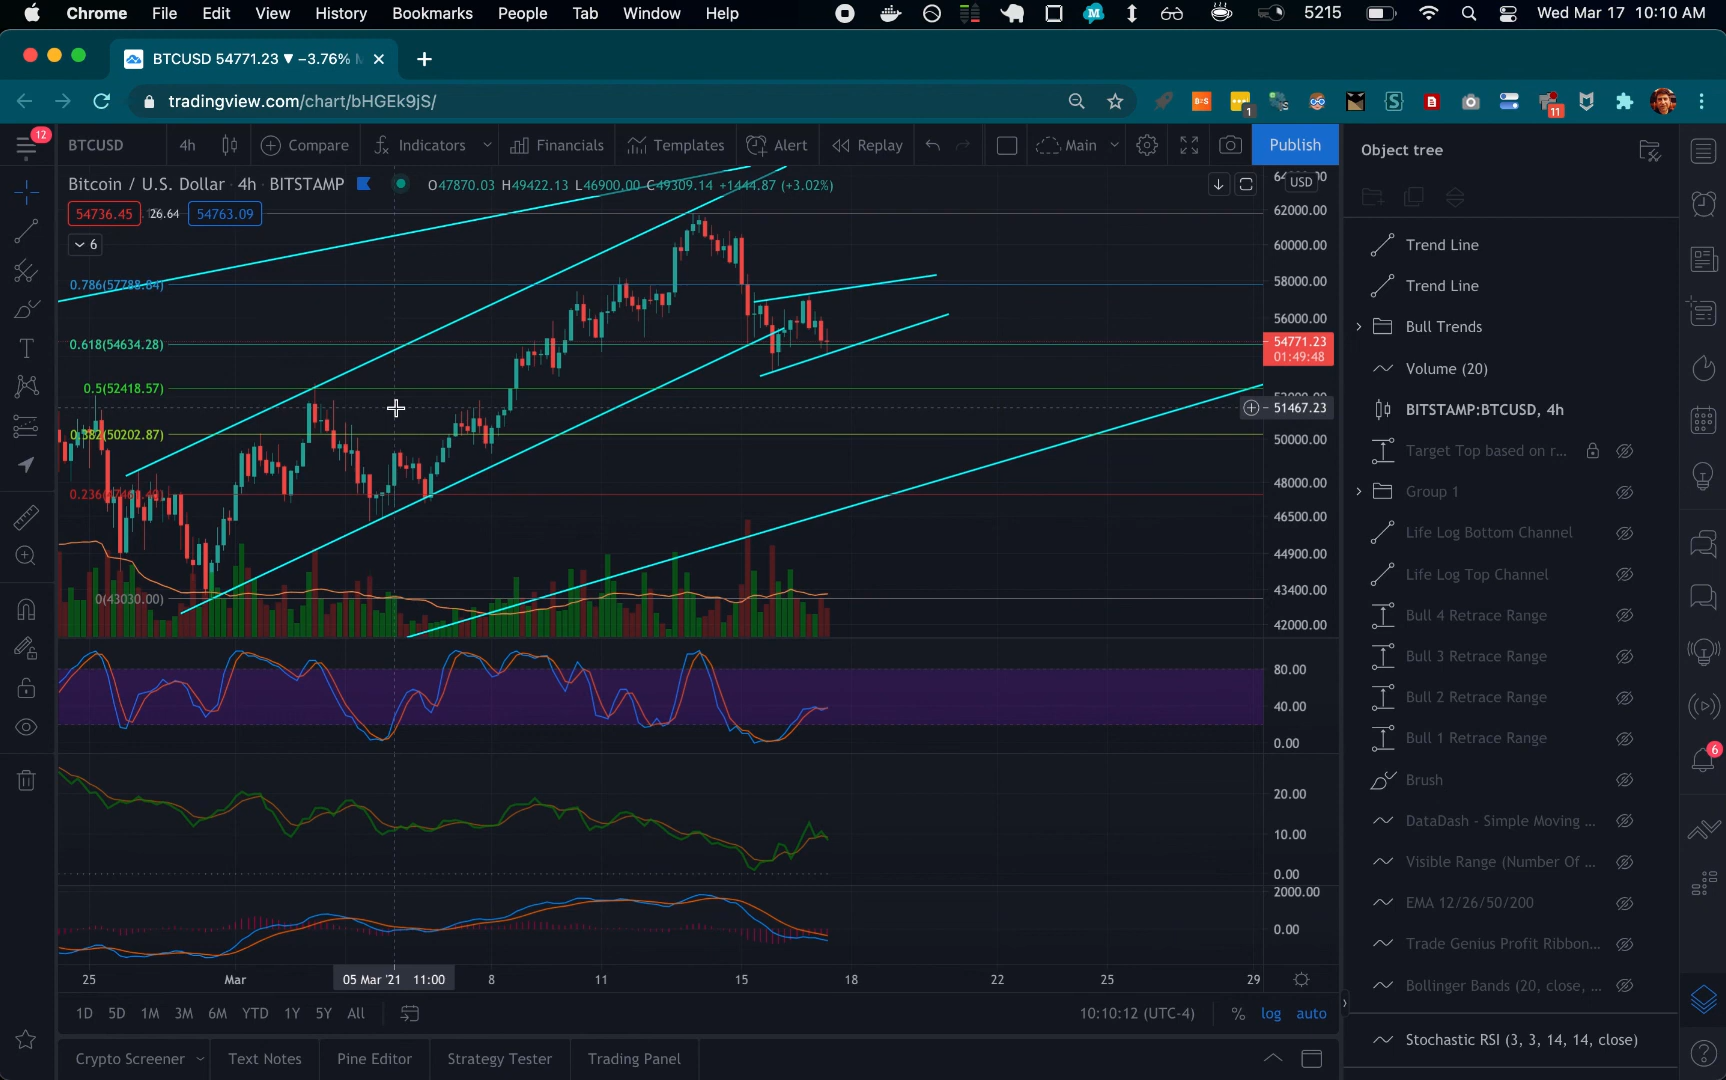 Chrome File Edit View History Bookmarks People Tab Window Help 5215 Wed Mar 17 10:10 AM
BTCUSD 54771.23 ▼ −3.76%
tradingview.com/chart/bHGEk9jS/
1 11
12 BTCUSD 4h Compare Indicators Financials Templates Alert Replay Main Publish
Object tree
Bitcoin / U.S. Dollar 4h BITSTAMP O47870.03 H49422.13 L46900.00 C49309.14 +1444.87 (+3.02%)
USD
54736.45 26.64 54763.09
6
62000.00
60000.00
0.786(57788.84) 58000.00
56000.00
0.618(54634.28) 54771.23
01:49:48
0.5(52418.57)
51467.23
0.382(50202.87) 50000.00
48000.00
46500.00
44900.00
43400.00
0(43030.00)
42000.00
80.00
40.00
0.00
20.00
10.00
0.00
2000.00
0.00
25 Mar 05 Mar '21 11:00 8 11 15 18 22 25 29
1D 5D 1M 3M 6M YTD 1Y 5Y All 10:10:12 (UTC-4) % log auto
Crypto Screener Text Notes Pine Editor Strategy Tester Trading Panel
Trend Line
Trend Line
Bull Trends
Volume (20)
BITSTAMP:BTCUSD, 4h
Target Top based on r...
Group 1
Life Log Bottom Channel
Life Log Top Channel
Bull 4 Retrace Range
Bull 3 Retrace Range
Bull 2 Retrace Range
Bull 1 Retrace Range
Brush
DataDash - Simple Moving ...
Visible Range (Number Of ...
EMA 12/26/50/200
Trade Genius Profit Ribbon...
Bollinger Bands (20, close, ...
Stochastic RSI (3, 3, 14, 14, close)
6